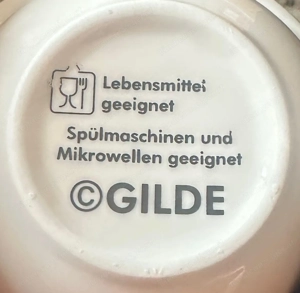 Lebensmittel
geeignet
Spülmaschinen und
Mikrowellen geeignet
©GILDE